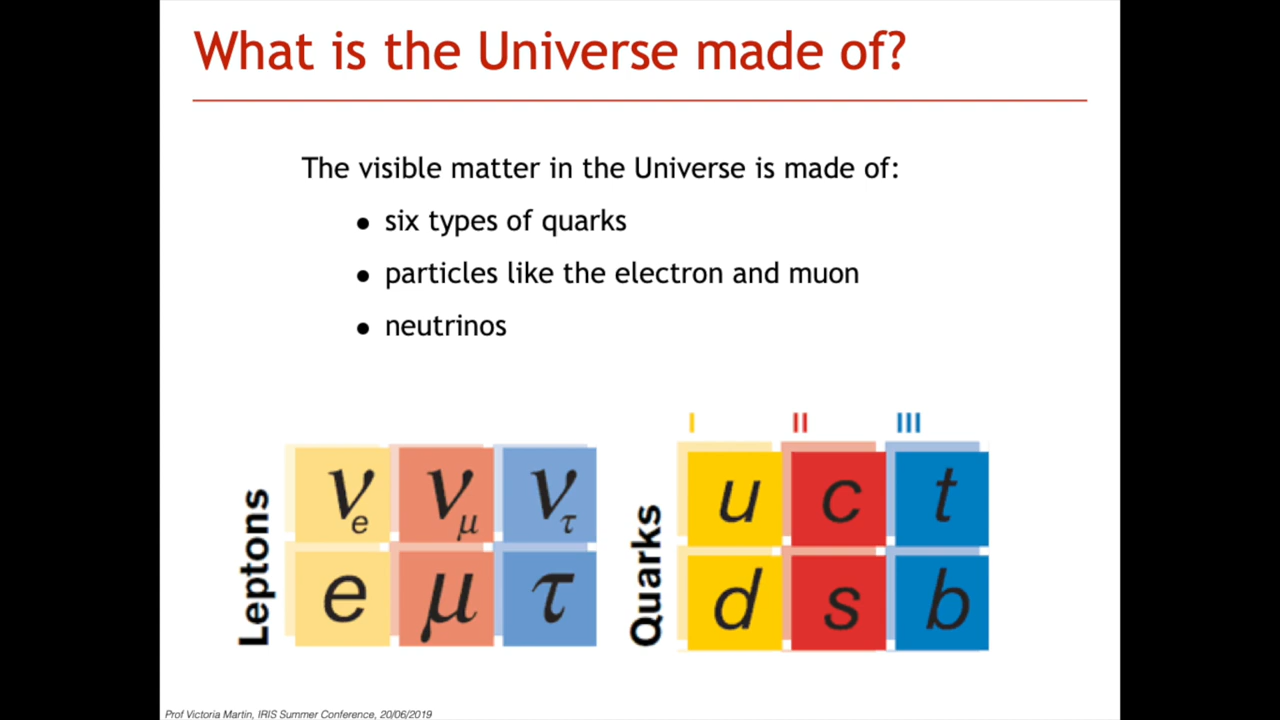 What is the Universe made of?
The visible matter in the Universe is made of:
• six types of quarks
• particles like the electron and muon
• neutrinos
Leptons
νe νμ ντ
e μ τ
Quarks
I II III
u c t
d s b
Prof Victoria Martin, IRIS Summer Conference, 20/06/2019